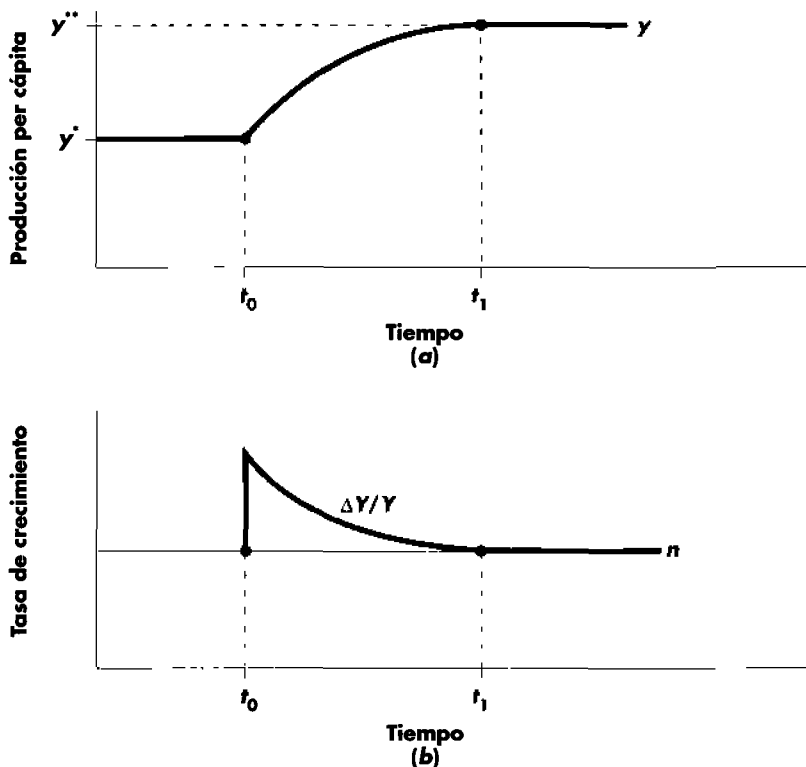 Producción per cápita
y**
y
y*
t0
t1
Tiempo
(a)
Tasa de crecimiento
ΔY/Y
n
t0
t1
Tiempo
(b)